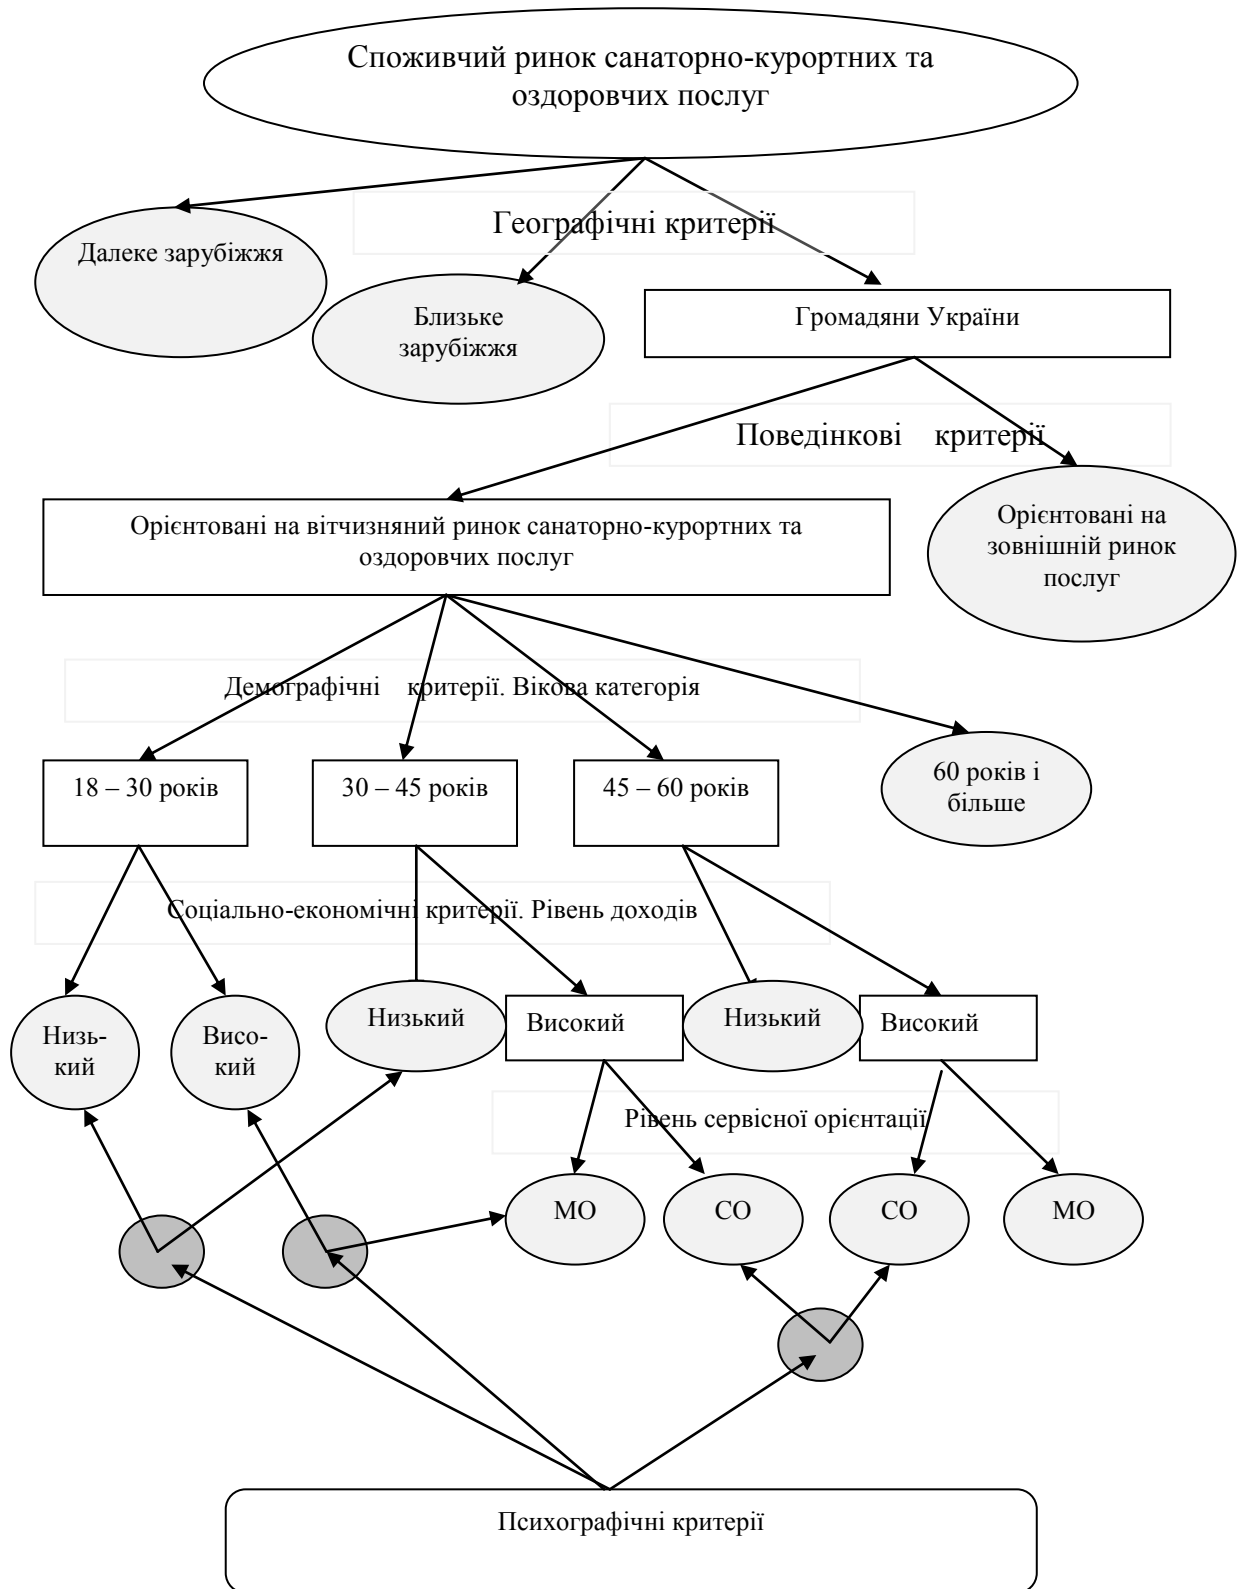 Споживчий ринок санаторно-курортних та
оздоровчих послуг
Географічні критерії
Далеке зарубіжжя
Близьке
зарубіжжя
Громадяни України
Поведінкові критерії
Орієнтовані на вітчизняний ринок санаторно-курортних та
оздоровчих послуг
Орієнтовані на
зовнішній ринок
послуг
Демографічні критерії. Вікова категорія
18 – 30 років
30 – 45 років
45 – 60 років
60 років і
більше
Соціально-економічні критерії. Рівень доходів
Низь-
кий
Висо-
кий
Низький
Високий
Низький
Високий
Рівень сервісної орієнтації
МО
СО
СО
МО
Психографічні критерії